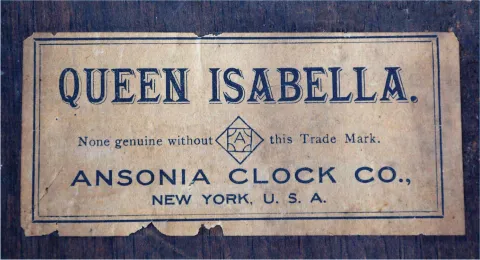 QUEEN ISABELLA.
None genuine without A this Trade Mark.
ANSONIA CLOCK CO.,
NEW YORK, U. S. A.